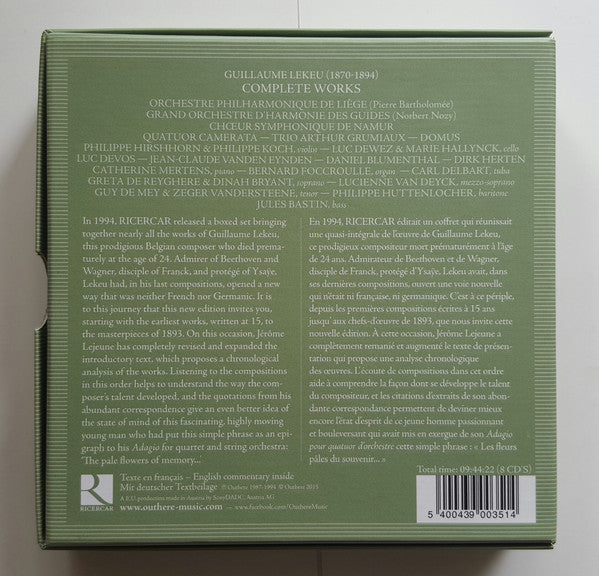 GUILLAUME LEKEU (1870-1894)
COMPLETE WORKS
ORCHESTRE PHILHARMONIQUE DE LIÉGE (Pierre Bartholomée)
GRAND ORCHESTRE D'HARMONIE DES GUIDES (Norbert Nozy)
CHŒUR SYMPHONIQUE DE NAMUR
QUATUOR CAMERATA – TRIO ARTHUR GRUMIAUX – DOMUS
PHILIPPE HIRSHHORN & PHILIPPE KOCH, violin – LUC DEWEZ & MARIE HALLYNCK, cello
LUC DEVOS – JEAN-CLAUDE VANDEN EYNDEN – DANIEL BLUMENTHAL – DIRK HERTEN
CATHERINE MERTENS, piano – BERNARD FOCCROULLE, organ – CARL DELBART, tuba
GRETA DE REYGHERE & DINAH BRYANT, soprano – LUCIENNE VAN DEYCK, mezzo-soprano
GUY DE MEY & ZEGER VANDERSTEENE, tenor – PHILIPPE HUTTENLOCHER, baritone
JULES BASTIN, bass
In 1994, RICERCAR released a boxed set bringing
together nearly all the works of Guillaume Lekeu,
this prodigious Belgian composer who died prema-
turely at the age of 24. Admirer of Beethoven and
Wagner, disciple of Franck, and protégé of Ysaÿe,
Lekeu had, in his last compositions, opened a new
way that was neither French nor Germanic. It is
to this journey that this new edition invites you,
starting with the earliest works, written at 15, to
the masterpieces of 1893. On this occasion, Jérôme
Lejeune has completely revised and expanded the
introductory text, which proposes a chronological
analysis of the works. Listening to the compositions
in this order helps to understand the way the com-
poser's talent developed, and the quotations from his
abundant correspondence give an even better idea of
the state of mind of this fascinating, highly moving
young man who had put this simple phrase as an epi-
graph to his Adagio for quartet and string orchestra:
'The pale flowers of memory...'
En 1994, RICERCAR éditait un coffret qui réunissait
une quasi-intégrale de l'œuvre de Guillaume Lekeu,
ce prodigieux compositeur mort prématurément à l'âge
de 24 ans. Admirateur de Beethoven et de Wagner,
disciple de Franck, et protégé d'Ysaÿe, Lekeu avait, dans
ses dernières compositions, ouvert une voie nouvelle
qui n'était ni française, ni germanique. C'est à ce périple,
depuis les premières compositions écrites à 15 ans
jusqu'aux chefs-d'œuvre de 1893, que nous invite cette
nouvelle édition. À cette occasion, Jérôme Lejeune a
complètement remanié et augmenté le texte de présen-
tation qui propose une analyse chronologique
des œuvres. L'écoute de compositions dans cet ordre
aide à comprendre la façon dont se développe le talent
du compositeur, et les citations d'extraits de son abon-
dante correspondance permettent de deviner mieux
encore l'état d'esprit de ce jeune homme passionnant
et bouleversant qui avait mis en exergue de son Adagio
pour quatuor d'orchestre cette simple phrase : « Les fleurs
pâles du souvenir... »
Total time: 09:44:22 (8 CD'S)
RICERCAR
Texte en français – English commentary inside
Mit deutscher Textbeilage ℗ Outhere 1987-1994 © Outhere 2015
A E.U. production made in Austria by Sony DADC, Austria AG
www.outhere-music.com – www.facebook.com/OuthereMusic
5 400439 003514